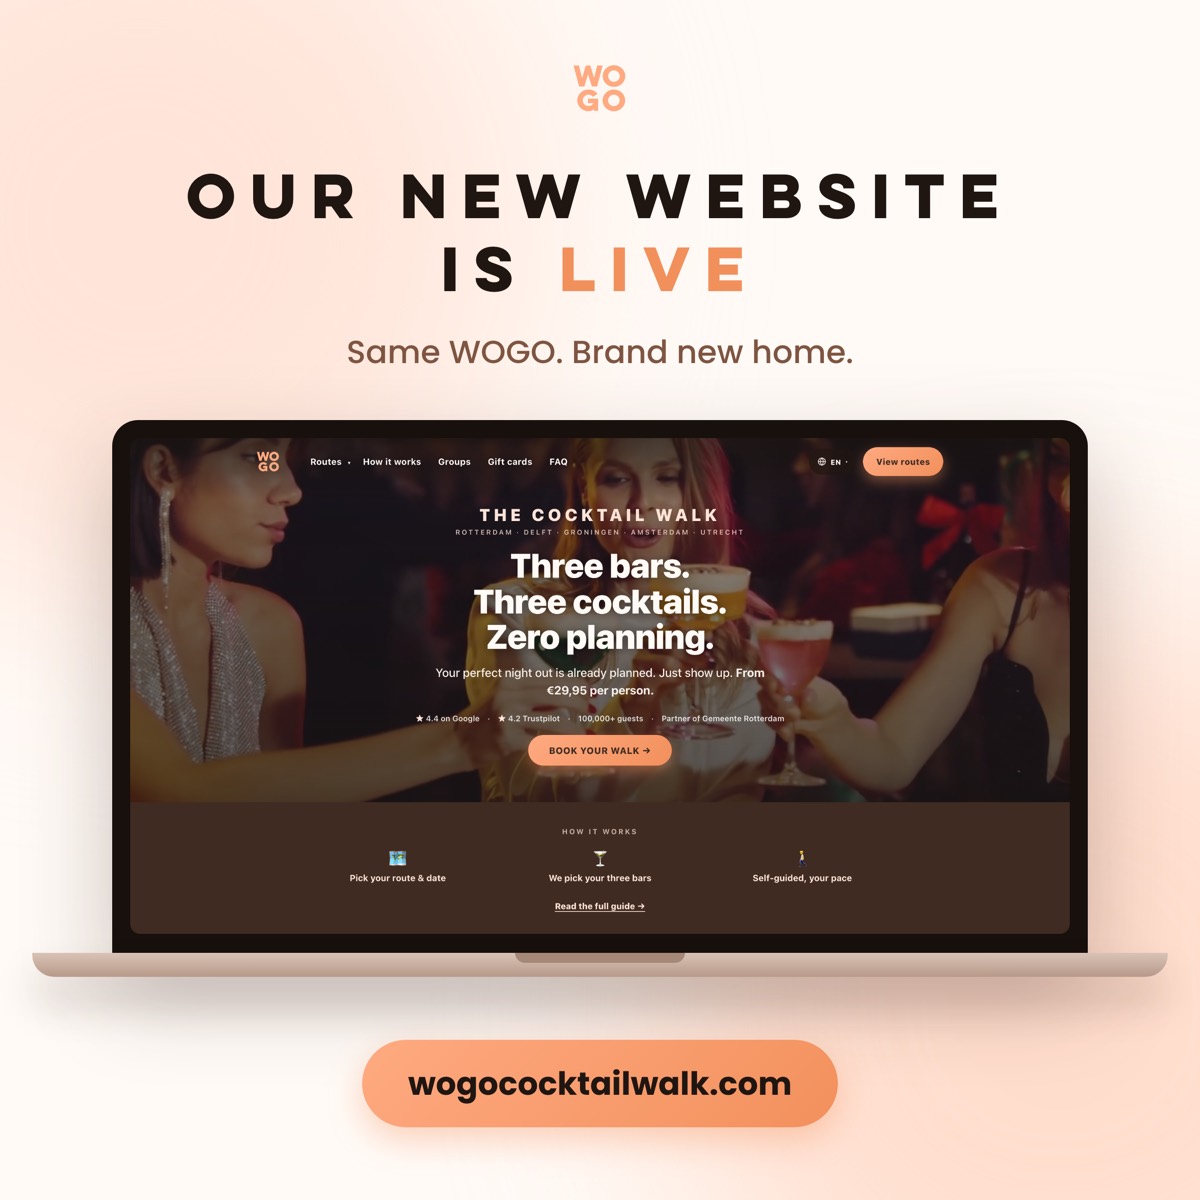 WO
GO
OUR NEW WEBSITE
IS LIVE
Same WOGO. Brand new home.
WO
GO
Routes How it works Groups Gift cards FAQ EN View routes
THE COCKTAIL WALK
ROTTERDAM · DELFT · GRONINGEN · AMSTERDAM · UTRECHT
Three bars.
Three cocktails.
Zero planning.
Your perfect night out is already planned. Just show up. From
€29,95 per person.
★ 4.4 on Google · ★ 4.2 Trustpilot · 100,000+ guests · Partner of Gemeente Rotterdam
BOOK YOUR WALK →
HOW IT WORKS
Pick your route & date We pick your three bars Self-guided, your pace
Read the full guide →
wogococktailwalk.com